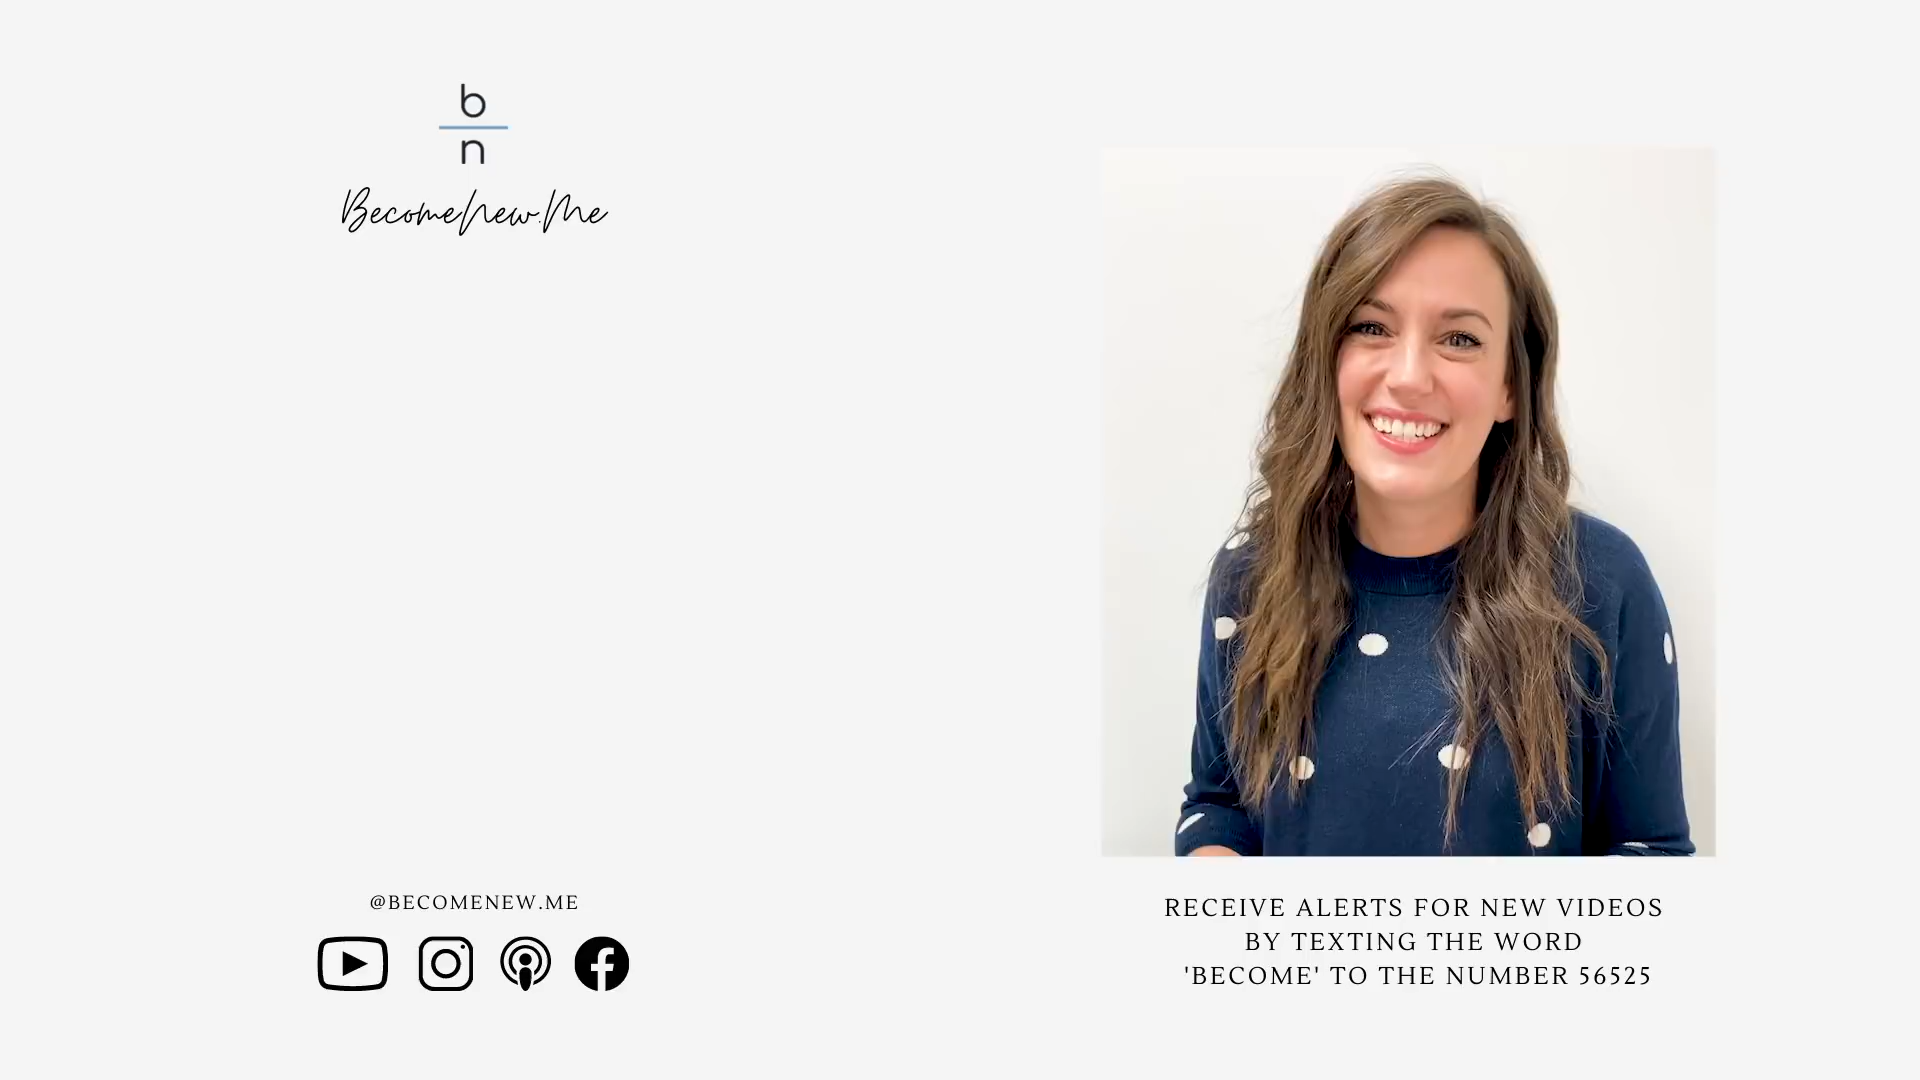 b
n
BecomeNew.Me
@BECOMENEW.ME
RECEIVE ALERTS FOR NEW VIDEOS
BY TEXTING THE WORD
'BECOME' TO THE NUMBER 56525